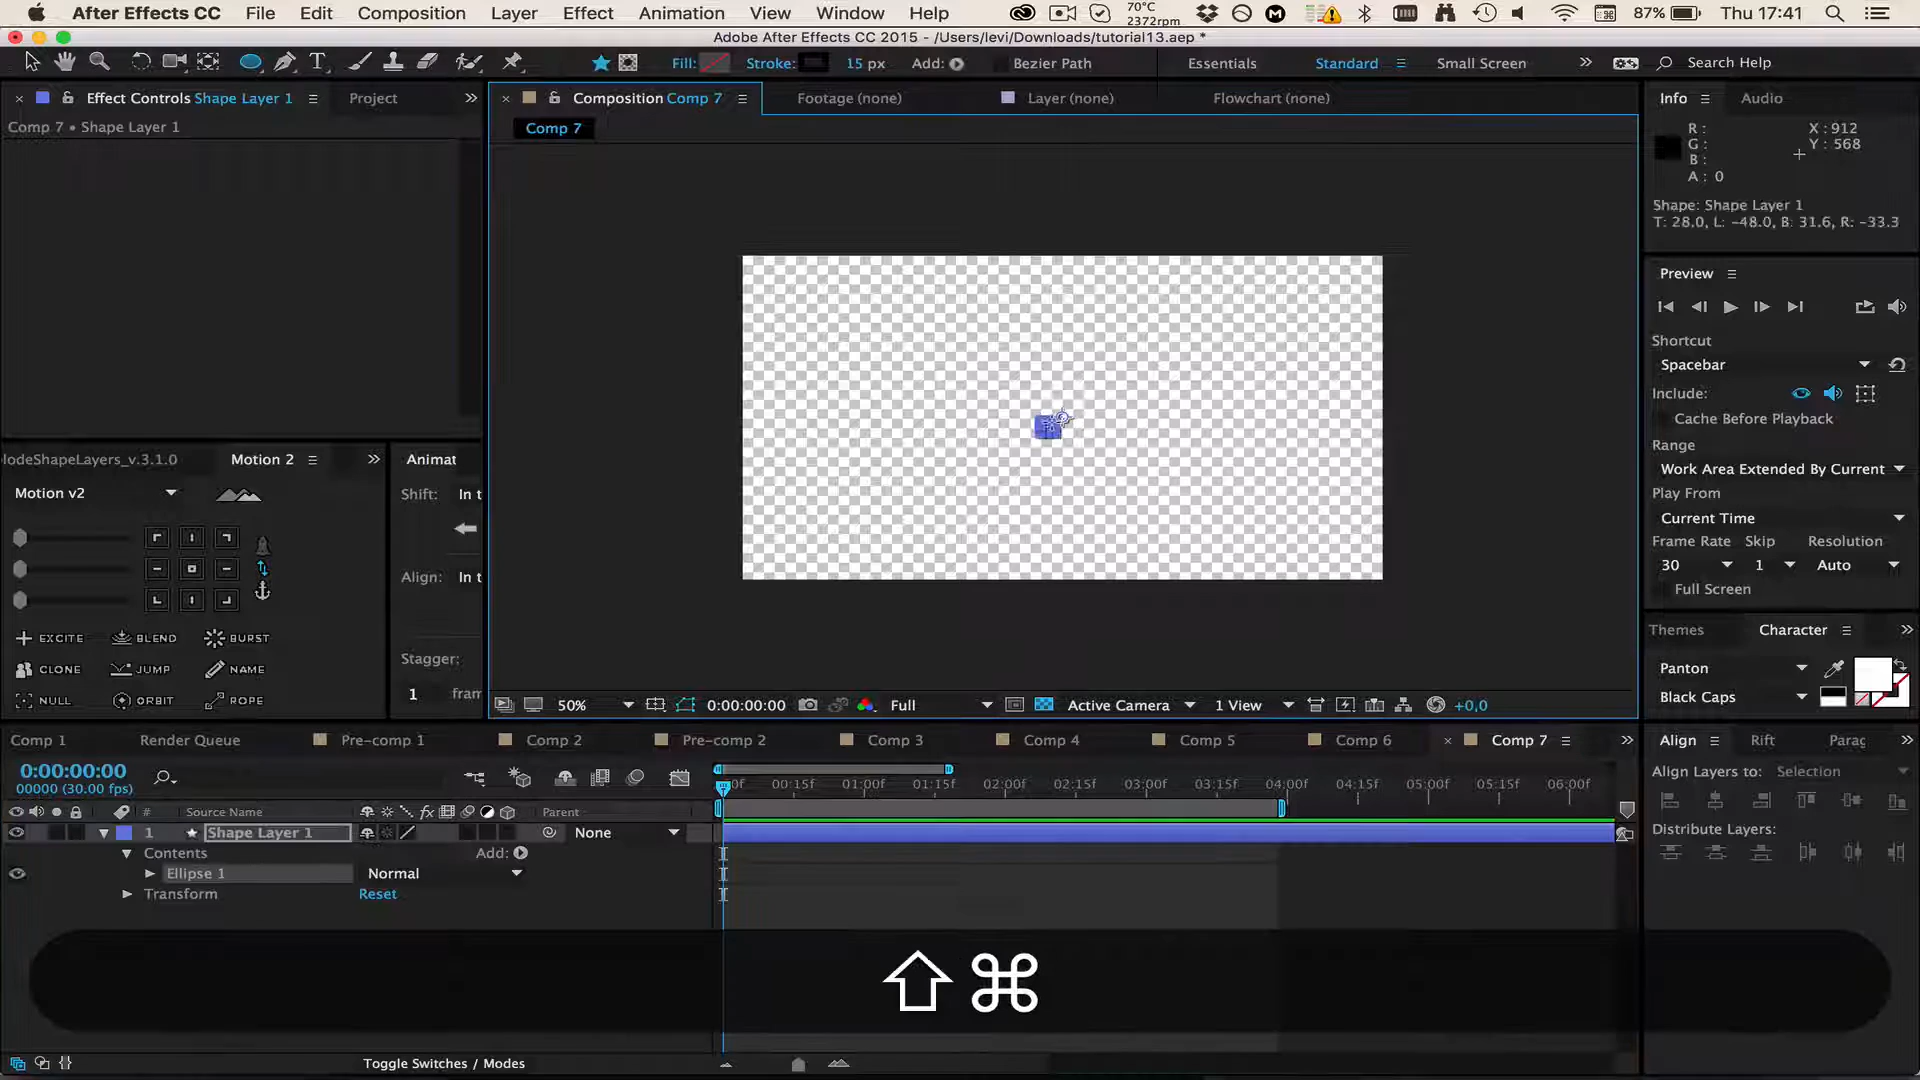 After Effects CC File Edit Composition Layer Effect Animation View Window Help 70°C 2372rpm 87% Thu 17:41
Adobe After Effects CC 2015 - /Users/levi/Downloads/tutorial13.aep *
Fill: Stroke: 15 px Add: Bezier Path Essentials Standard Small Screen Search Help
Effect Controls Shape Layer 1 Project
Comp 7 • Shape Layer 1
Composition Comp 7 Footage (none) Layer (none) Flowchart (none)
Comp 7
Info Audio
R: X: 912
G: Y: 568
B:
A: 0
Shape: Shape Layer 1
T: 28.0, L: -48.0, B: 31.6, R: -33.3
Preview
Shortcut
Spacebar
Include:
Cache Before Playback
Range
Work Area Extended By Current
Play From
Current Time
Frame Rate Skip Resolution
30 1 Auto
Full Screen
lodeShapeLayers_v.3.1.0 Motion 2 Animat
Motion v2
Shift: In t
Align: In t
EXCITE BLEND BURST
CLONE JUMP NAME
NULL ORBIT ROPE
Stagger:
1 fram
50% 0:00:00:00 Full Active Camera 1 View +0,0
Themes Character
Panton
Black Caps
Comp 1 Render Queue Pre-comp 1 Comp 2 Pre-comp 2 Comp 3 Comp 4 Comp 5 Comp 6 Comp 7
Align Rift Parag
Align Layers to: Selection
Distribute Layers:
0:00:00:00
00000 (30.00 fps)
00f 00:15f 01:00f 01:15f 02:00f 02:15f 03:00f 03:15f 04:00f 04:15f 05:00f 05:15f 06:00f
# Source Name fx Parent
1 Shape Layer 1 None
Contents Add:
Ellipse 1 Normal
Transform Reset
⇧ ⌘
Toggle Switches / Modes